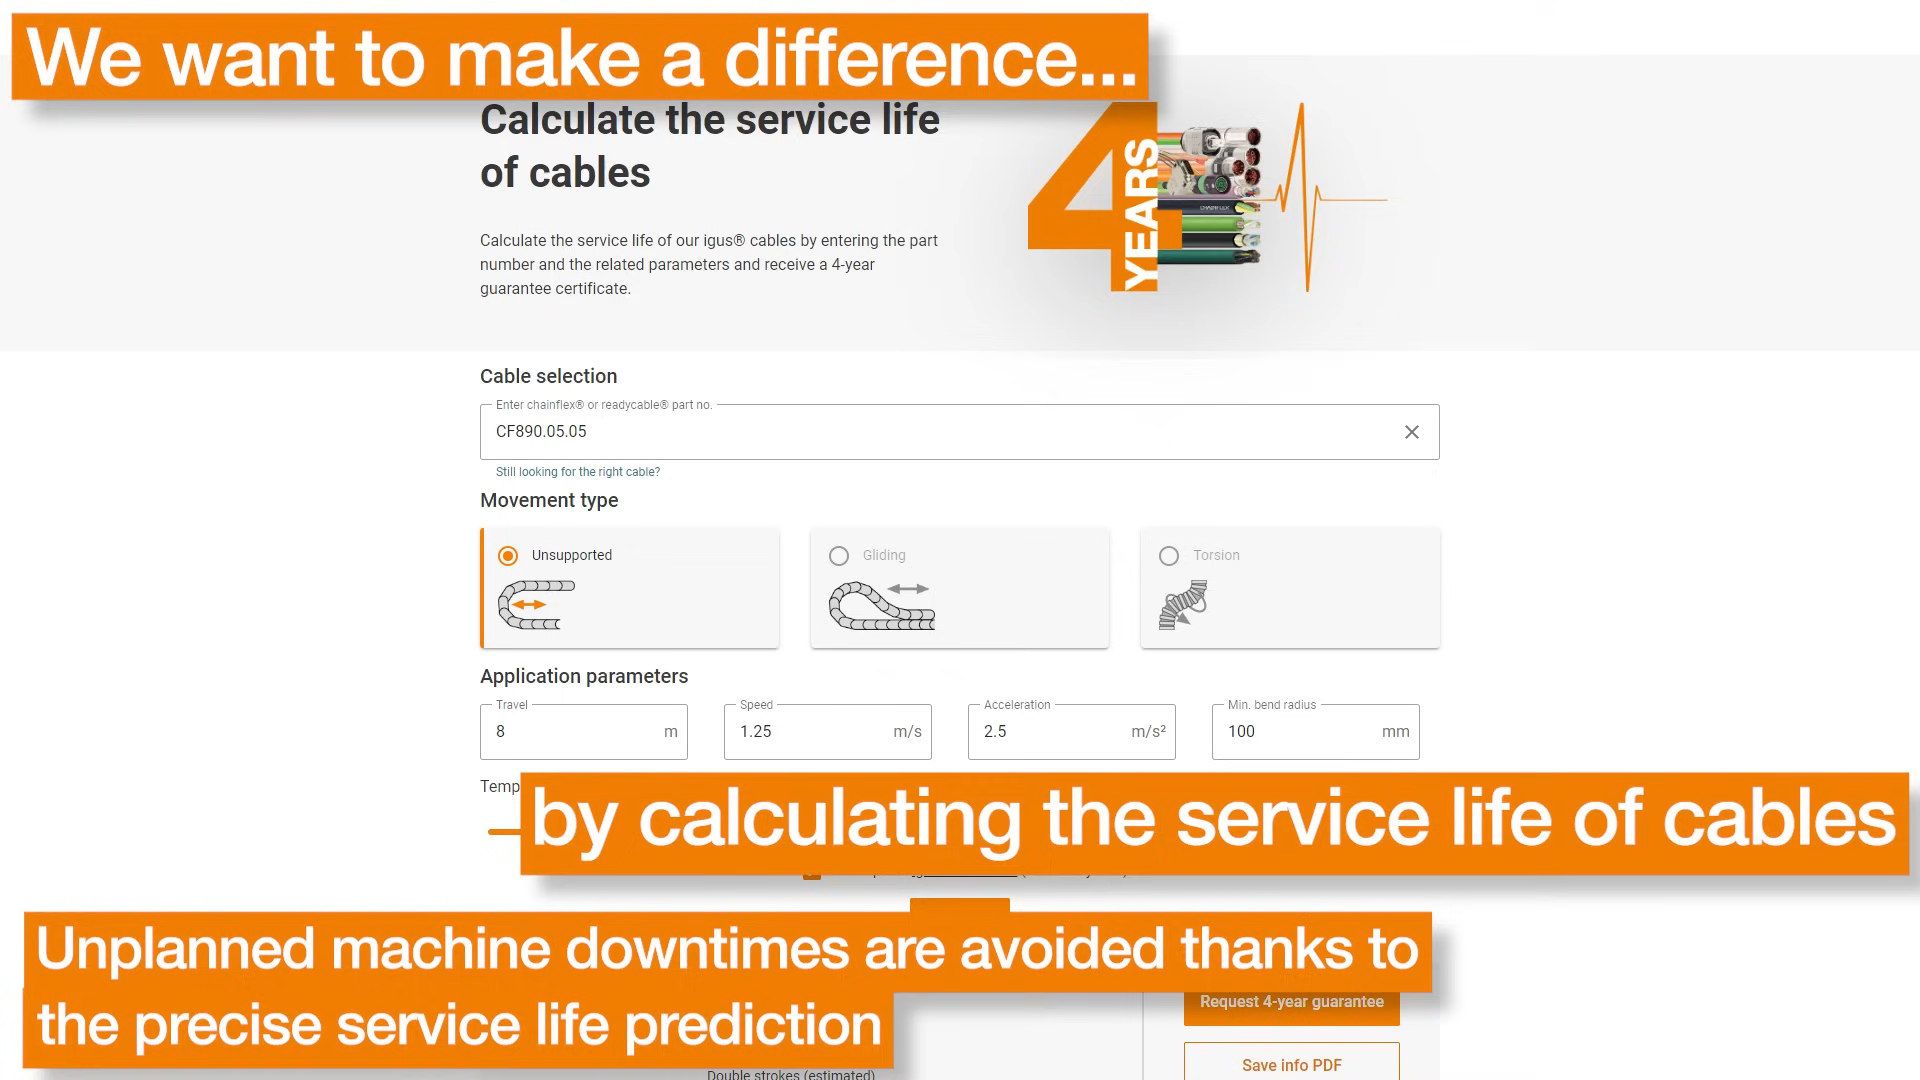 We want to make a difference...
Calculate the service life
of cables
4
YEARS
CHAINFLEX
Calculate the service life of our igus® cables by entering the part
number and the related parameters and receive a 4-year
guarantee certificate.
Cable selection
Enter chainflex® or readycable® part no.
CF890.05.05
Still looking for the right cable?
Movement type
Unsupported
Gliding
Torsion
Application parameters
Travel
8 m
Speed
1.25 m/s
Acceleration
2.5 m/s²
Min. bend radius
100 mm
Temp
by calculating the service life of cables
Unplanned machine downtimes are avoided thanks to
the precise service life prediction
Request 4-year guarantee
Save info PDF
Double strokes (estimated)